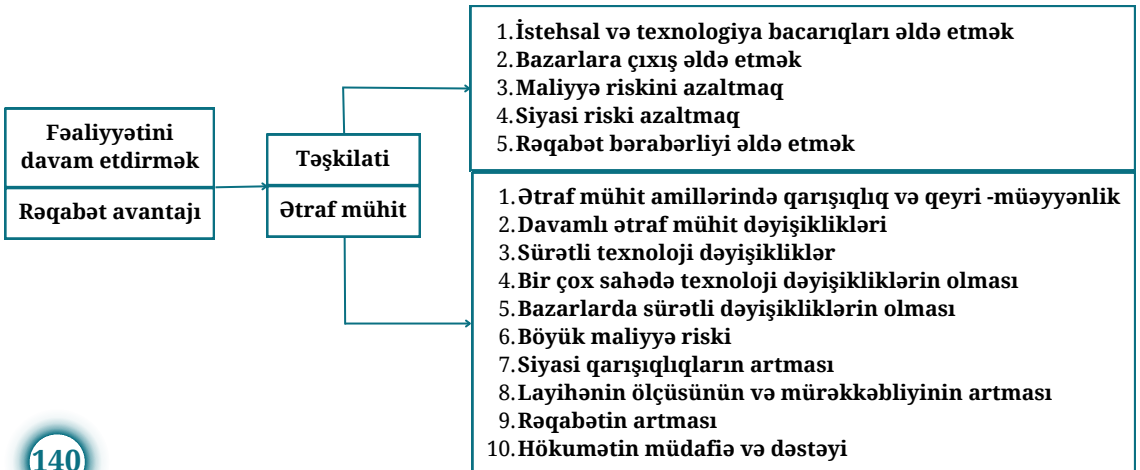 Fəaliyyətini
davam etdirmək
Rəqabət avantajı
Təşkilati
Ətraf mühit
1.İstehsal və texnologiya bacarıqları əldə etmək
2.Bazarlara çıxış əldə etmək
3.Maliyyə riskini azaltmaq
4.Siyasi riski azaltmaq
5.Rəqabət bərabərliyi əldə etmək
1.Ətraf mühit amillərində qarışıqlıq və qeyri -müəyyənlik
2.Davamlı ətraf mühit dəyişiklikləri
3.Sürətli texnoloji dəyişikliklər
4.Bir çox sahədə texnoloji dəyişikliklərin olması
5.Bazarlarda sürətli dəyişikliklərin olması
6.Böyük maliyyə riski
7.Siyasi qarışıqlıqların artması
8.Layihənin ölçüsünün və mürəkkəbliyinin artması
9.Rəqabətin artması
10.Hökumətin müdafiə və dəstəyi
140